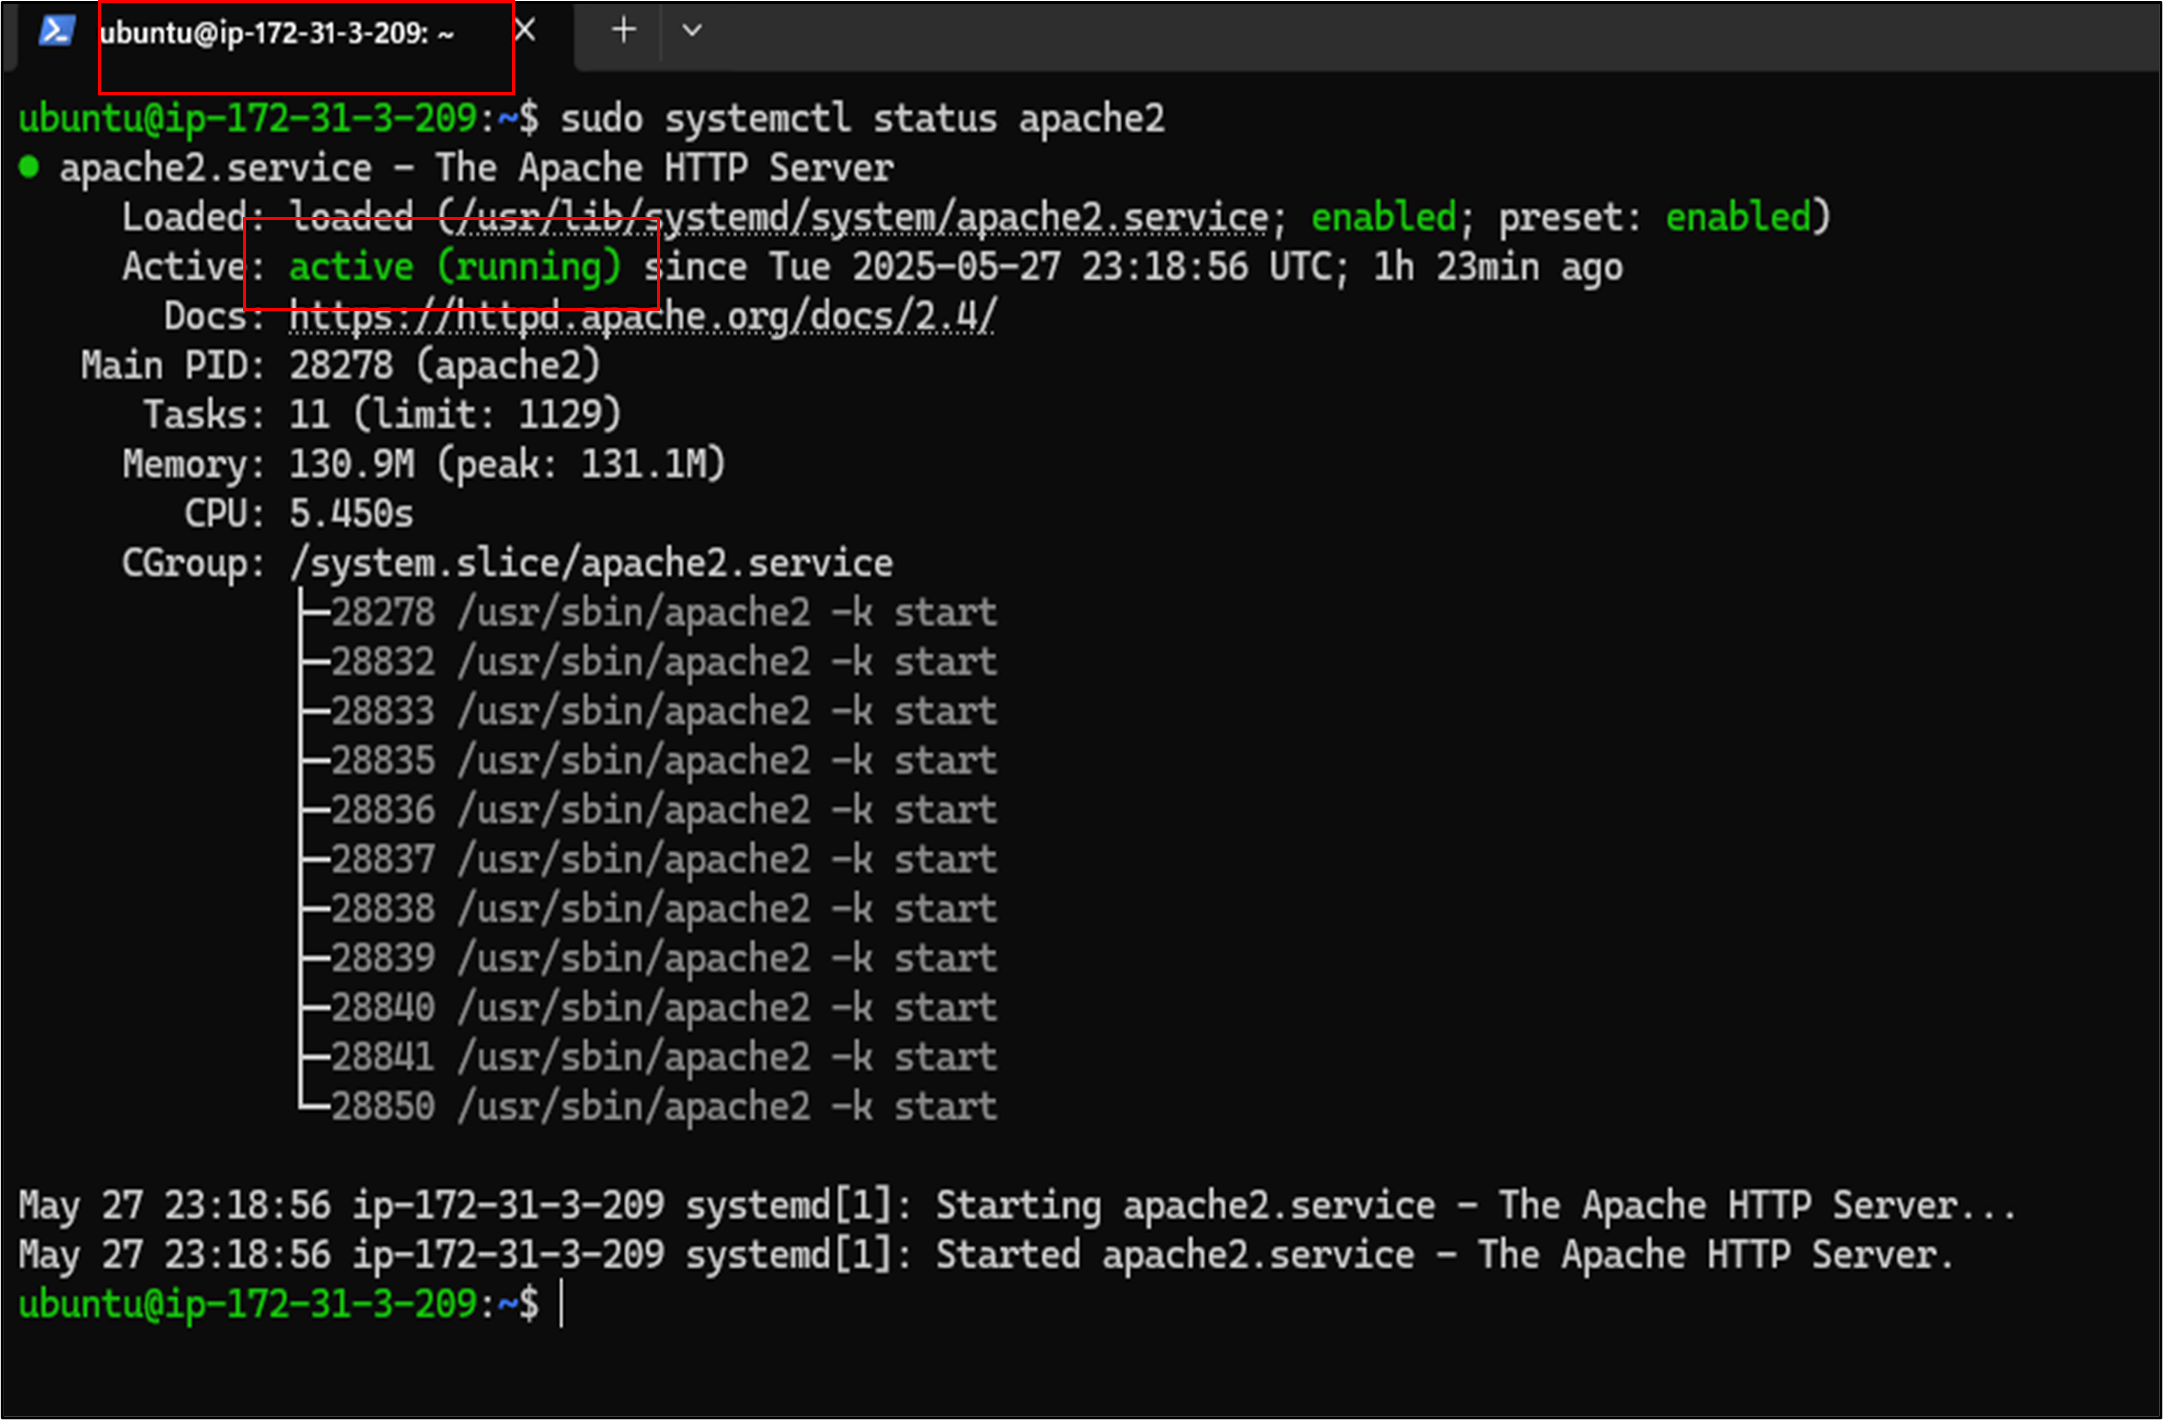 ubuntu@ip-172-31-3-209: ~
ubuntu@ip-172-31-3-209:~$ sudo systemctl status apache2
● apache2.service - The Apache HTTP Server
Loaded: loaded (/usr/lib/systemd/system/apache2.service; enabled; preset: enabled)
Active: active (running) since Tue 2025-05-27 23:18:56 UTC; 1h 23min ago
Docs: https://httpd.apache.org/docs/2.4/
Main PID: 28278 (apache2)
Tasks: 11 (limit: 1129)
Memory: 130.9M (peak: 131.1M)
CPU: 5.450s
CGroup: /system.slice/apache2.service
├─28278 /usr/sbin/apache2 -k start
├─28832 /usr/sbin/apache2 -k start
├─28833 /usr/sbin/apache2 -k start
├─28835 /usr/sbin/apache2 -k start
├─28836 /usr/sbin/apache2 -k start
├─28837 /usr/sbin/apache2 -k start
├─28838 /usr/sbin/apache2 -k start
├─28839 /usr/sbin/apache2 -k start
├─28840 /usr/sbin/apache2 -k start
├─28841 /usr/sbin/apache2 -k start
└─28850 /usr/sbin/apache2 -k start
May 27 23:18:56 ip-172-31-3-209 systemd[1]: Starting apache2.service - The Apache HTTP Server...
May 27 23:18:56 ip-172-31-3-209 systemd[1]: Started apache2.service - The Apache HTTP Server.
ubuntu@ip-172-31-3-209:~$